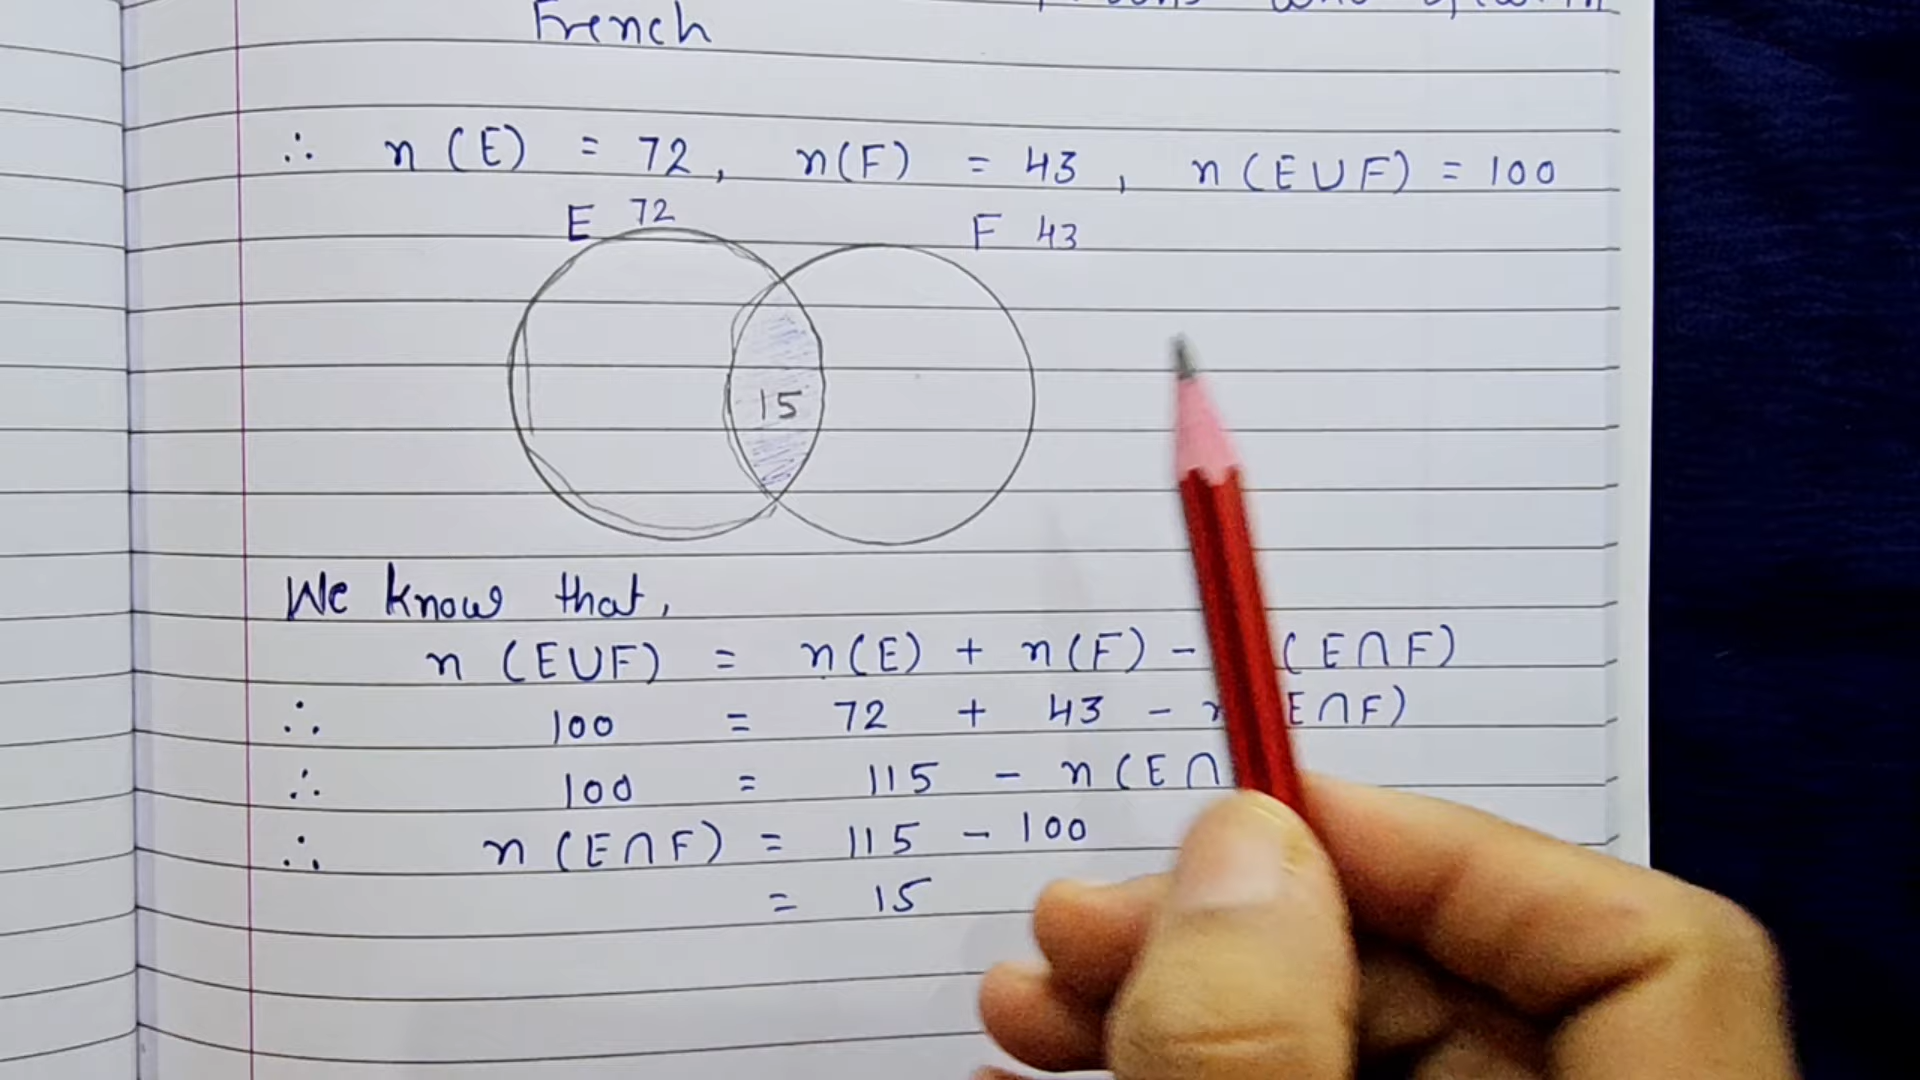 French
∴ n(E) = 72, n(F) = 43, n(E∪F) = 100
E 72 F 43
15
We know that,
n(E∪F) = n(E) + n(F) - (E∩F)
∴ 100 = 72 + 43 - n E∩F)
∴ 100 = 115 - n(E∩
∴ n(E∩F) = 115 - 100
= 15